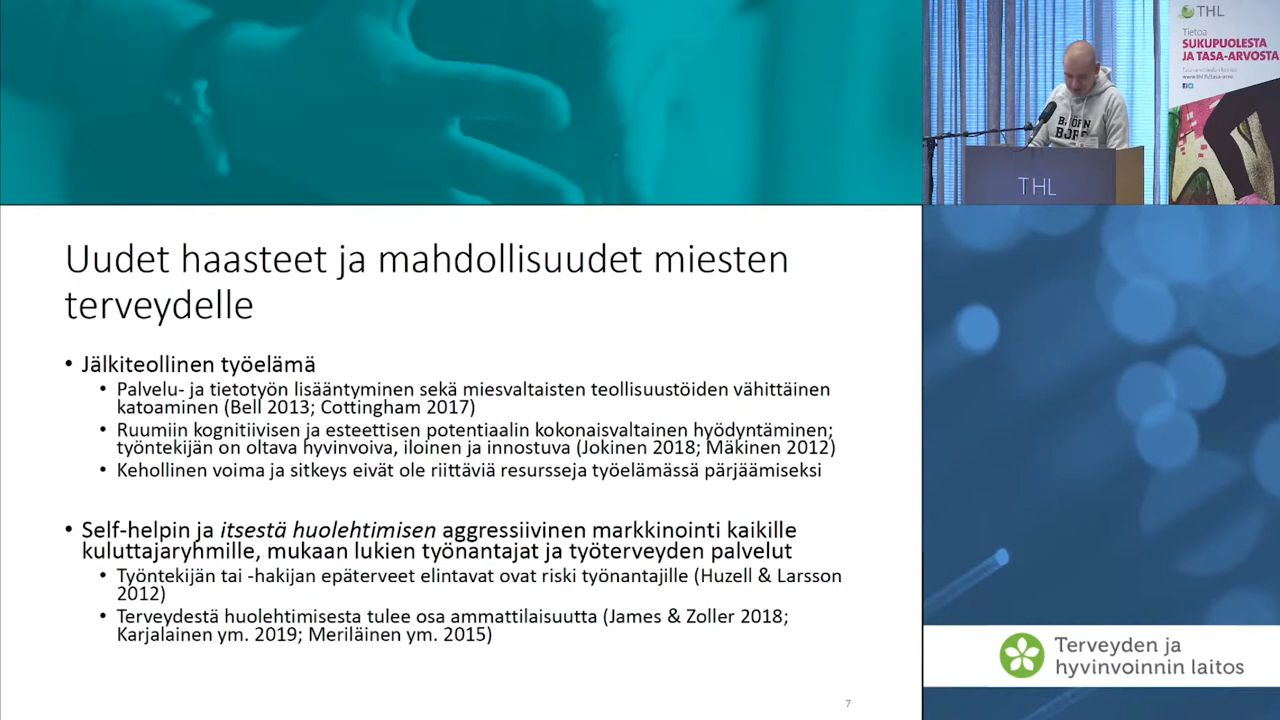 Uudet haasteet ja mahdollisuudet miesten
terveydelle
• Jälkiteollinen työelämä
• Palvelu- ja tietotyön lisääntyminen sekä miesvaltaisten teollisuustöiden vähittäinen
katoaminen (Bell 2013; Cottingham 2017)
• Ruumiin kognitiivisen ja esteettisen potentiaalin kokonaisvaltainen hyödyntäminen;
työntekijän on oltava hyvinvoiva, iloinen ja innostuva (Jokinen 2018; Mäkinen 2012)
• Kehollinen voima ja sitkeys eivät ole riittäviä resursseja työelämässä pärjäämiseksi
• Self-helpin ja itsestä huolehtimisen aggressiivinen markkinointi kaikille
kuluttajaryhmille, mukaan lukien työnantajat ja työterveyden palvelut
• Työntekijän tai -hakijan epäterveet elintavat ovat riski työnantajille (Huzell & Larsson
2012)
• Terveydestä huolehtimisesta tulee osa ammattilaisuutta (James & Zoller 2018;
Karjalainen ym. 2019; Meriläinen ym. 2015)
7
THL
Tietoa
SUKUPUOLESTA
JA TASA-ARVOSTA
www.thl.fi/tasa-arvo
BJÖRN
BORG
THL
Terveyden ja
hyvinvoinnin laitos